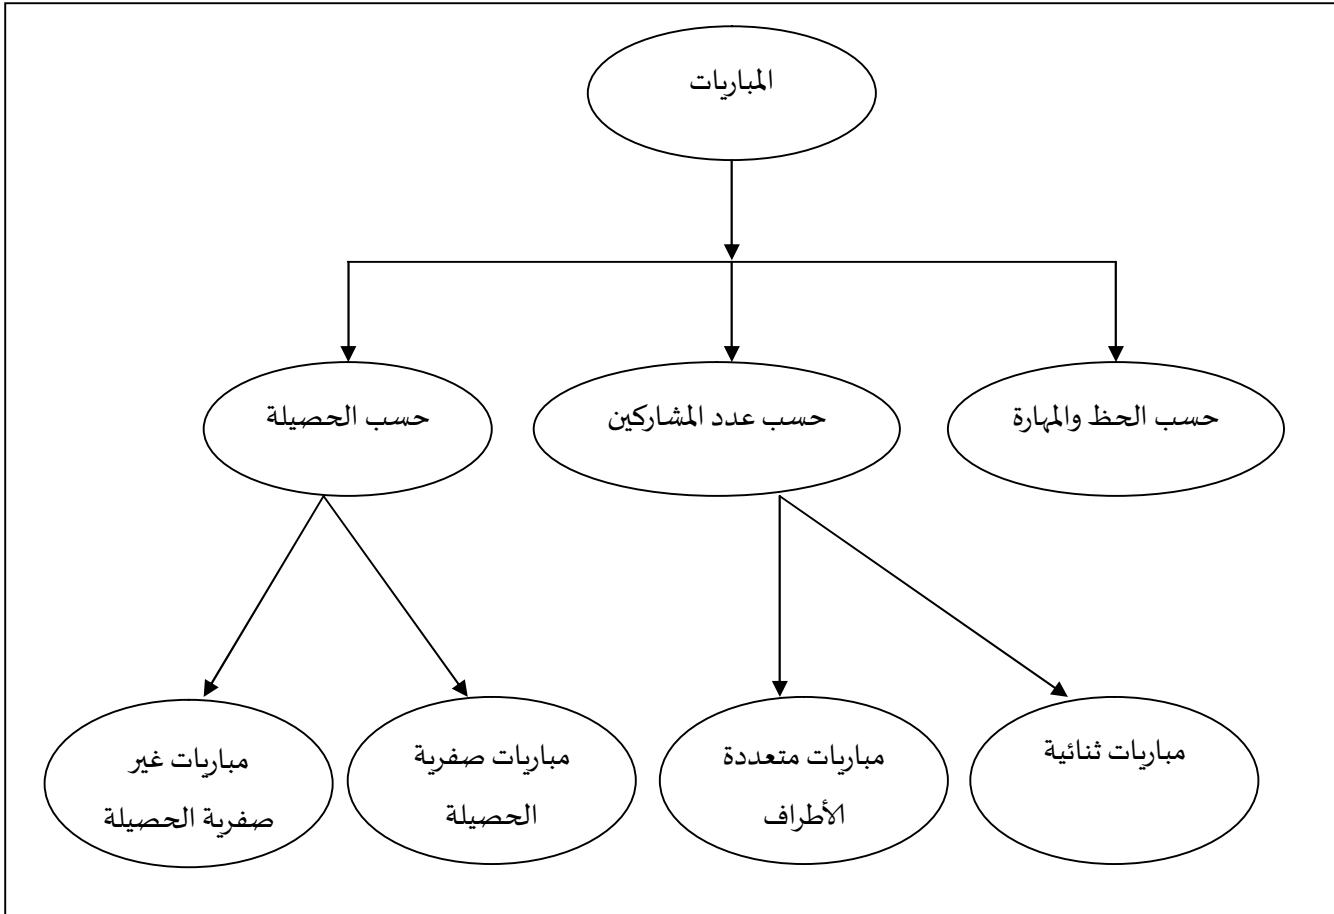 المباريات
حسب الحظ والمهارة
حسب عدد المشاركين
حسب الحصيلة
مباريات ثنائية
مباريات متعددة
الأطراف
مباريات صفرية
الحصيلة
مباريات غير
صفرية الحصيلة